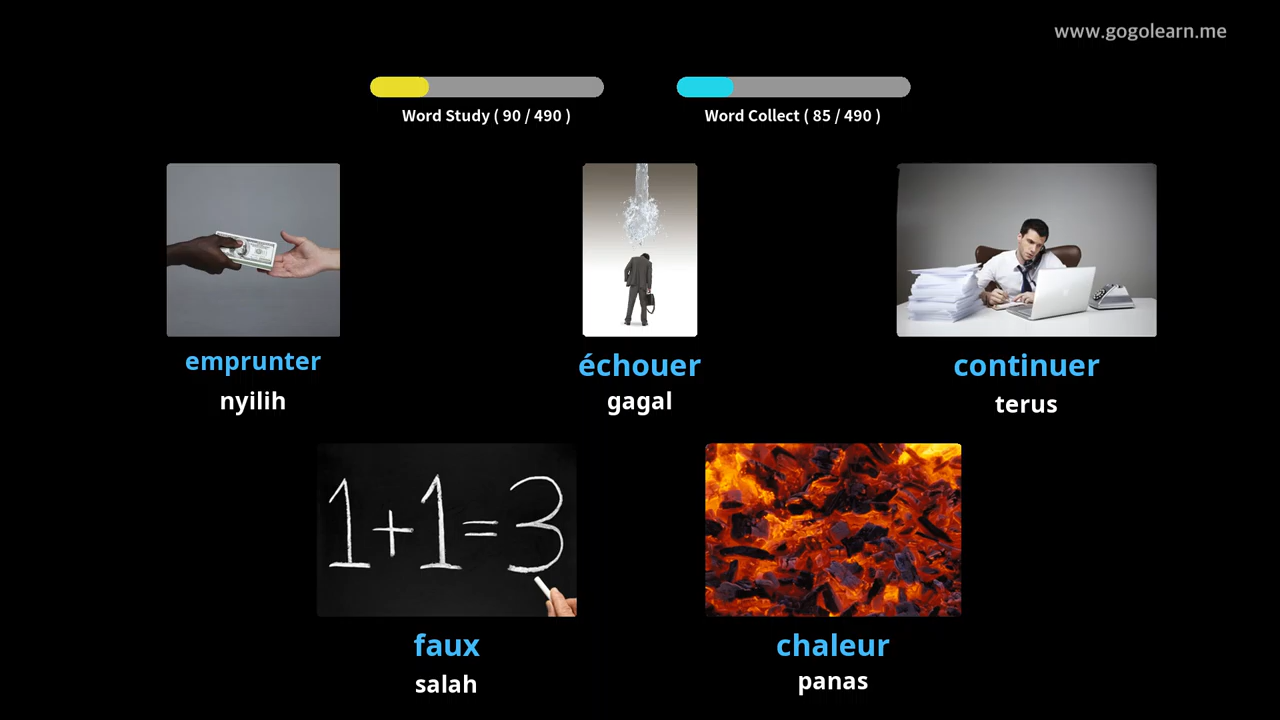 www.gogolearn.me
Word Study ( 90 / 490 )
Word Collect ( 85 / 490 )
emprunter
nyilih
échouer
gagal
continuer
terus
1+1=3
faux
salah
chaleur
panas